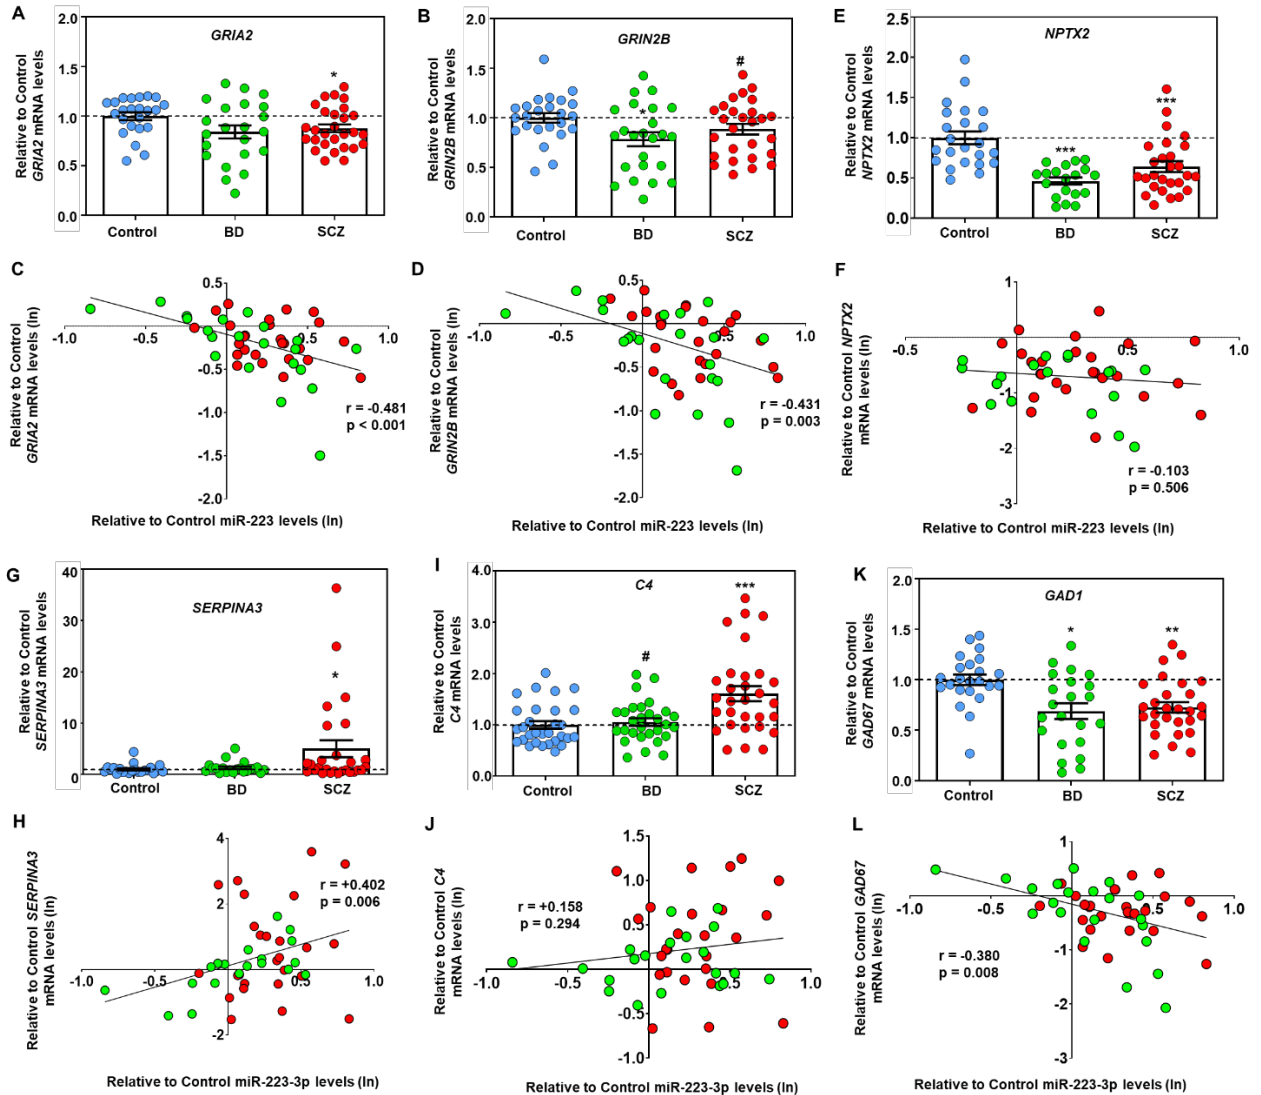 A
2.0
1.5
1.0
0.5
0.0
Relative to Control
GRIA2 mRNA levels
GRIA2
*
Control
BD
SCZ
B
2.0
1.5
1.0
0.5
0.0
Relative to Control
GRIN2B mRNA levels
GRIN2B
*
#
Control
BD
SCZ
E
2.5
2.0
1.5
1.0
0.5
0.0
Relative to Control
NPTX2 mRNA levels
NPTX2
***
***
Control
BD
SCZ
C
0.5
-1.0
-0.5
0.5
1.0
-0.5
-1.0
-1.5
-2.0
Relative to Control
GRIA2 mRNA levels (ln)
r = -0.481
p < 0.001
Relative to Control miR-223 levels (ln)
D
0.5
-1.0
-0.5
0.5
1.0
-0.5
-1.0
-1.5
-2.0
Relative to Control
GRIN2B mRNA levels (ln)
r = -0.431
p = 0.003
Relative to Control miR-223 levels (ln)
F
1
-0.5
0.5
1.0
-1
-2
-3
Relative to Control NPTX2
mRNA levels (ln)
r = -0.103
p = 0.506
Relative to Control miR-223 levels (ln)
G
40
30
20
10
0
Relative to Control
SERPINA3 mRNA levels
SERPINA3
*
Control
BD
SCZ
I
4.0
3.0
2.0
1.0
0.0
Relative to Control
C4 mRNA levels
C4
#
***
Control
BD
SCZ
K
2.0
1.5
1.0
0.5
0.0
Relative to Control
GAD67 mRNA levels
GAD1
*
**
Control
BD
SCZ
H
4
2
-2
-1.0
-0.5
0.5
1.0
Relative to Control SERPINA3
mRNA levels (ln)
r = +0.402
p = 0.006
Relative to Control miR-223-3p levels (ln)
J
1.5
1.0
0.5
-0.5
-1.0
-1.0
-0.5
0.5
1.0
Relative to Control C4
mRNA levels (ln)
r = +0.158
p = 0.294
Relative to Control miR-223-3p levels (ln)
L
1
-1.0
-0.5
0.5
1.0
-1
-2
-3
Relative to Control GAD67
mRNA levels (ln)
r = -0.380
p = 0.008
Relative to Control miR-223-3p levels (ln)